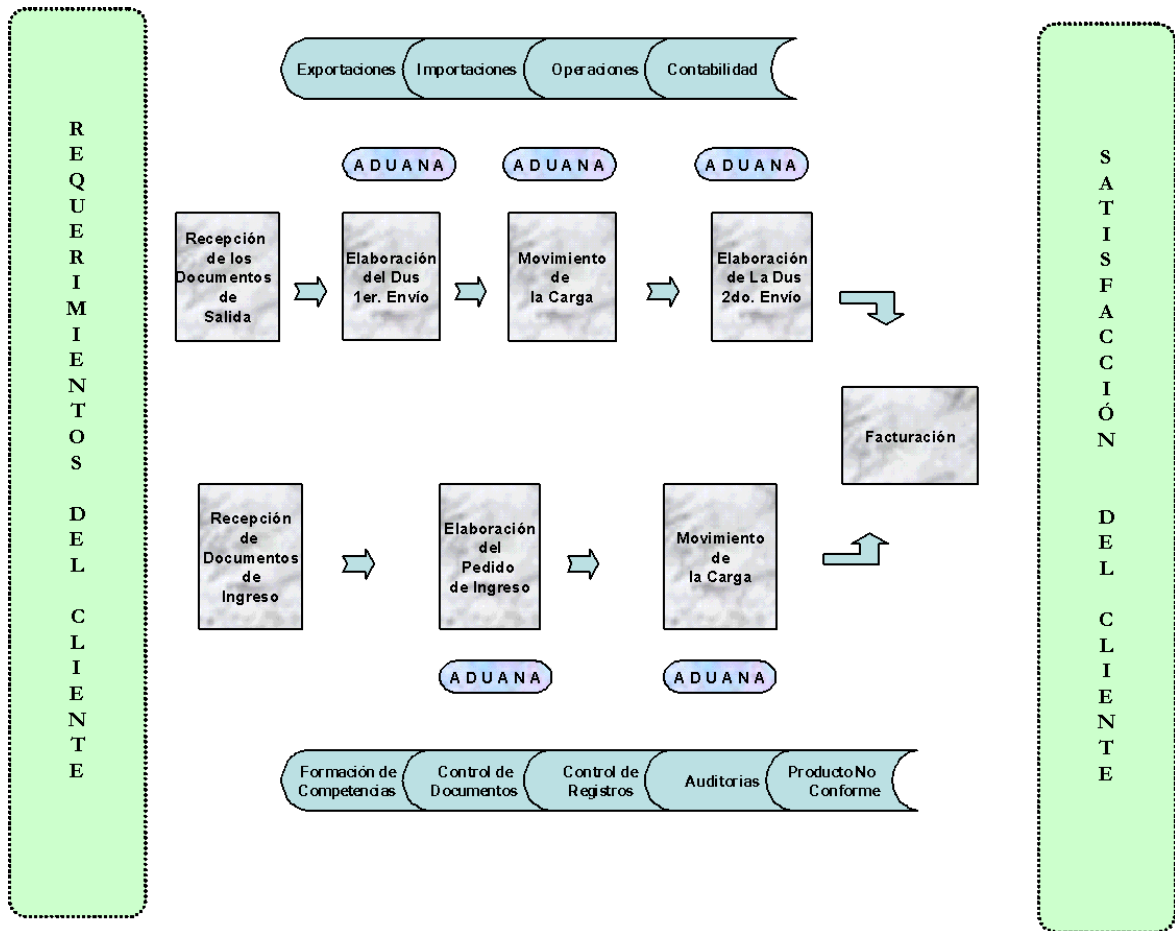 REQUERIMIENTOS DEL CLIENTE
Exportaciones
Importaciones
Operaciones
Contabilidad
ADUANA
ADUANA
ADUANA
Recepción
de los
Documentos
de
Salida
Elaboración
del Dus
1er. Envío
Movimiento
de
la Carga
Elaboración
de La Dus
2do. Envío
Facturación
Recepción
de
Documentos
de
Ingreso
Elaboración
del
Pedido
de Ingreso
Movimiento
de
la Carga
ADUANA
ADUANA
Formación de
Competencias
Control de
Documentos
Control de
Registros
Auditorias
Producto No
Conforme
SATISFACCIÓN DEL CLIENTE